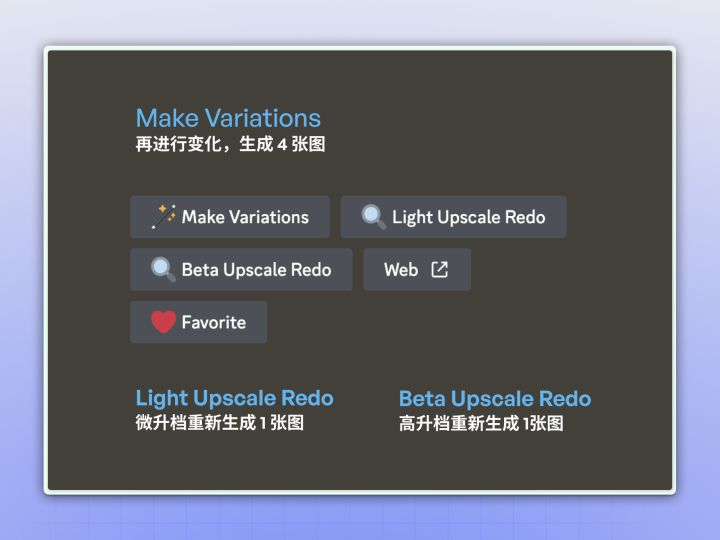 Make Variations
再进行变化，生成 4 张图
Make Variations
Light Upscale Redo
Beta Upscale Redo
Web
Favorite
Light Upscale Redo
微升档重新生成 1 张图
Beta Upscale Redo
高升档重新生成 1张图